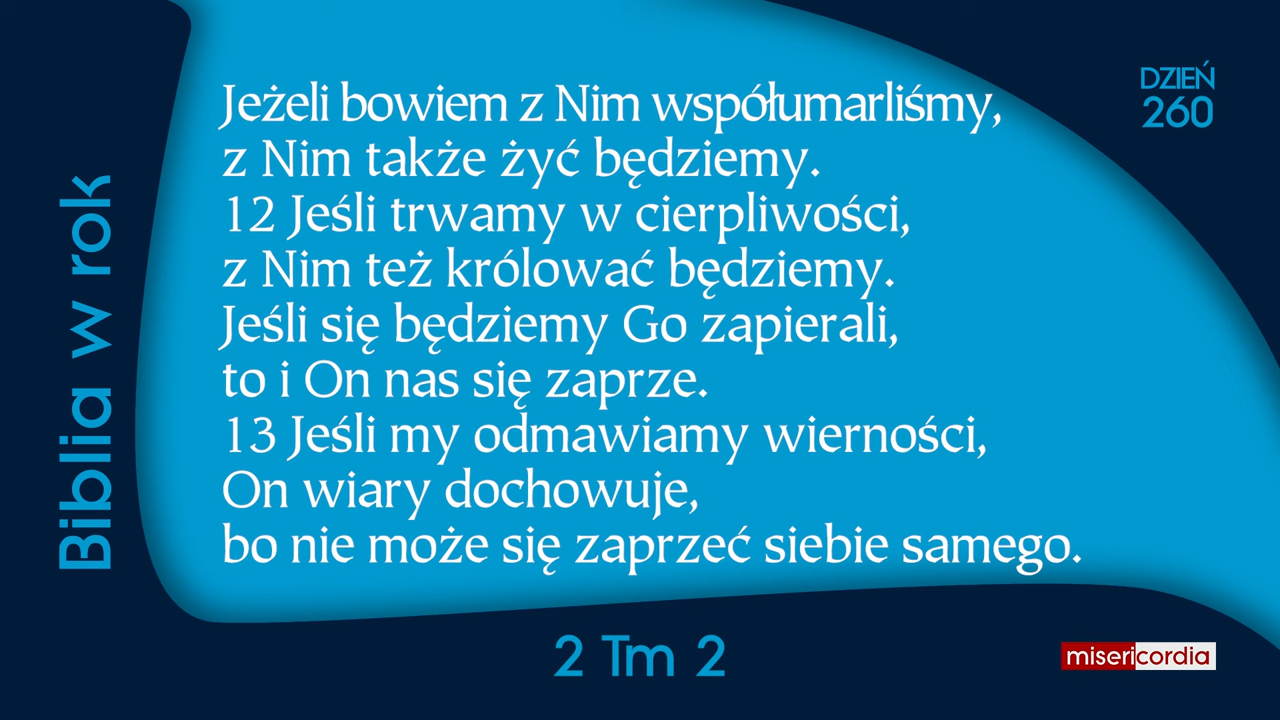 DZIEŃ
260
Jeżeli bowiem z Nim współumarliśmy,
z Nim także żyć będziemy.
12 Jeśli trwamy w cierpliwości,
z Nim też królować będziemy.
Jeśli się będziemy Go zapierali,
to i On nas się zaprze.
13 Jeśli my odmawiamy wierności,
On wiary dochowuje,
bo nie może się zaprzeć siebie samego.
Biblia w rok
2 Tm 2
misericordia